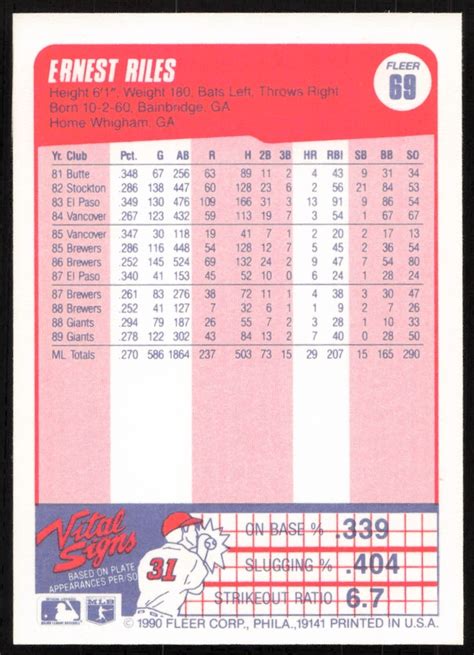 ERNEST RILES
FLEER
69
Height 6'1", Weight 180, Bats Left, Throws Right
Born 10-2-60, Bainbridge, GA
Home Whigham, GA
Yr. Club Pct. G AB R H 2B 3B HR RBI SB BB SO
81 Butte .348 67 256 63 89 11 2 4 43 9 31 34
82 Stockton .286 138 447 60 128 23 6 2 56 21 84 53
83 El Paso .349 130 476 109 166 31 3 13 91 9 86 54
84 Vancover .267 123 432 59 113 19 7 3 54 1 60 58
85 Vancover .347 30 118 19 41 7 1 2 20 2 17 13
85 Brewers .286 116 448 54 128 12 7 5 45 2 36 54
86 Brewers .252 145 524 69 132 24 2 9 47 7 54 80
87 El Paso .340 41 153 45 52 10 0 6 24 1 28 23
87 Brewers .261 83 276 38 72 11 1 4 38 3 30 47
88 Brewers .252 41 127 7 32 6 1 1 9 2 7 26
88 Giants .294 79 187 26 55 7 2 3 28 1 10 33
89 Giants .278 122 302 43 84 13 2 7 40 0 28 50
ML Totals .270 586 1864 237 503 73 15 29 207 15 165 290
Vital
Signs
BASED ON PLATE
APPEARANCES PER/SO
31
ON BASE % .339
SLUGGING % .404
STRIKEOUT RATIO 6.7
© 1990 FLEER CORP., PHILA., 19141 PRINTED IN U.S.A.